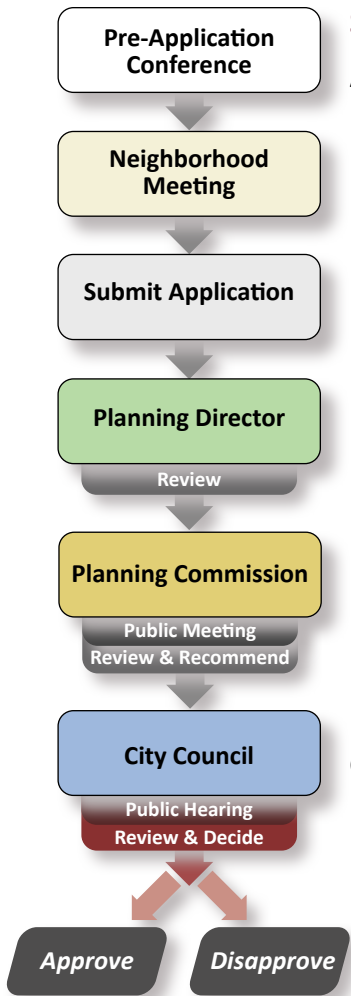 Pre-Application
Conference
Neighborhood
Meeting
Submit Application
Planning Director
Review
Planning Commission
Public Meeting
Review & Recommend
City Council
Public Hearing
Review & Decide
Approve
Disapprove